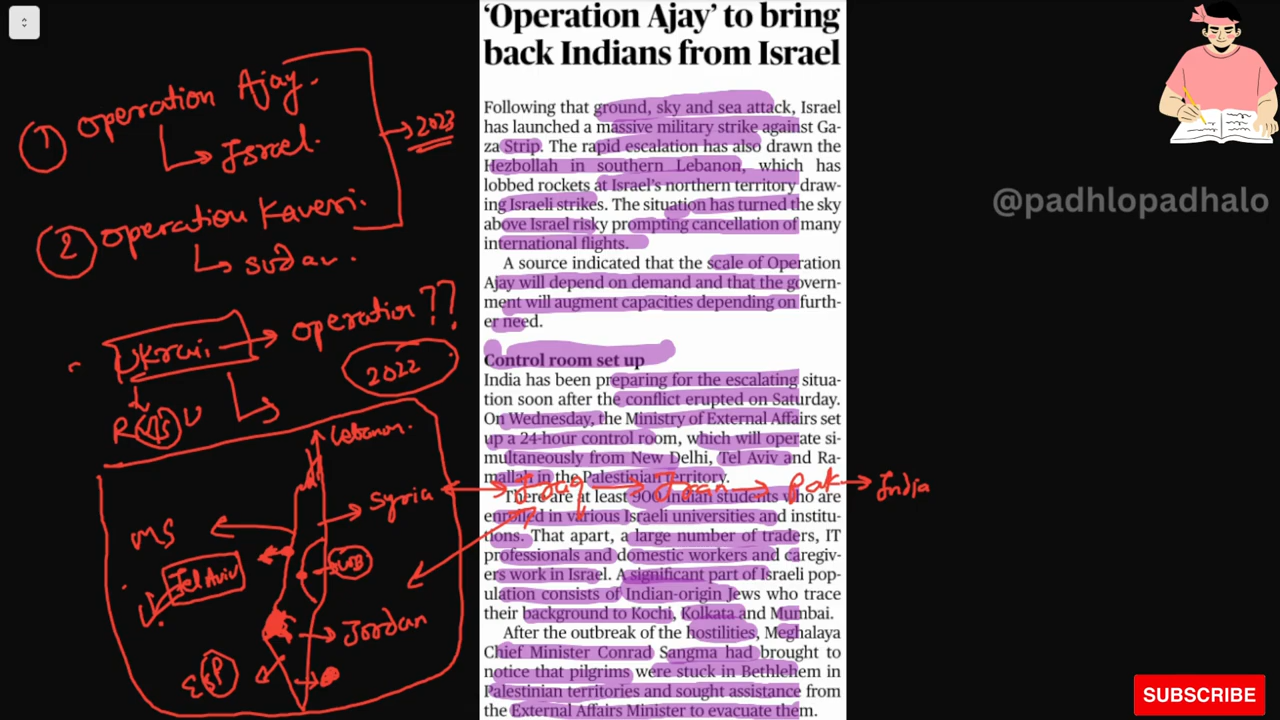 ① operation Ajay.
→ Israel.
→ 2023
② operation Kaveri.
→ sudan.
Ukrai. → operation ??
2022
R VS U
Lebanon.
Syria
MS
Tel Aviv
Jordan
‘Operation Ajay’ to bring
back Indians from Israel
Following that ground, sky and sea attack, Israel
has launched a massive military strike against Ga-
za Strip. The rapid escalation has also drawn the
Hezbollah in southern Lebanon, which has
lobbed rockets at Israel’s northern territory draw-
ing Israeli strikes. The situation has turned the sky
above Israel risky prompting cancellation of many
international flights.
A source indicated that the scale of Operation
Ajay will depend on demand and that the govern-
ment will augment capacities depending on furth-
er need.
Control room set up
India has been preparing for the escalating situa-
tion soon after the conflict erupted on Saturday.
On Wednesday, the Ministry of External Affairs set
up a 24-hour control room, which will operate si-
multaneously from New Delhi, Tel Aviv and Ra-
mallah in the Palestinian territory.
Iraq → Iran → Pak → India
There are at least 900 Indian students who are
enrolled in various Israeli universities and institu-
tions. That apart, a large number of traders, IT
professionals and domestic workers and caregiv-
ers work in Israel. A significant part of Israeli pop-
ulation consists of Indian-origin Jews who trace
their background to Kochi, Kolkata and Mumbai.
After the outbreak of the hostilities, Meghalaya
Chief Minister Conrad Sangma had brought to
notice that pilgrims were stuck in Bethlehem in
Palestinian territories and sought assistance from
the External Affairs Minister to evacuate them.
@padhlopadhalo
SUBSCRIBE